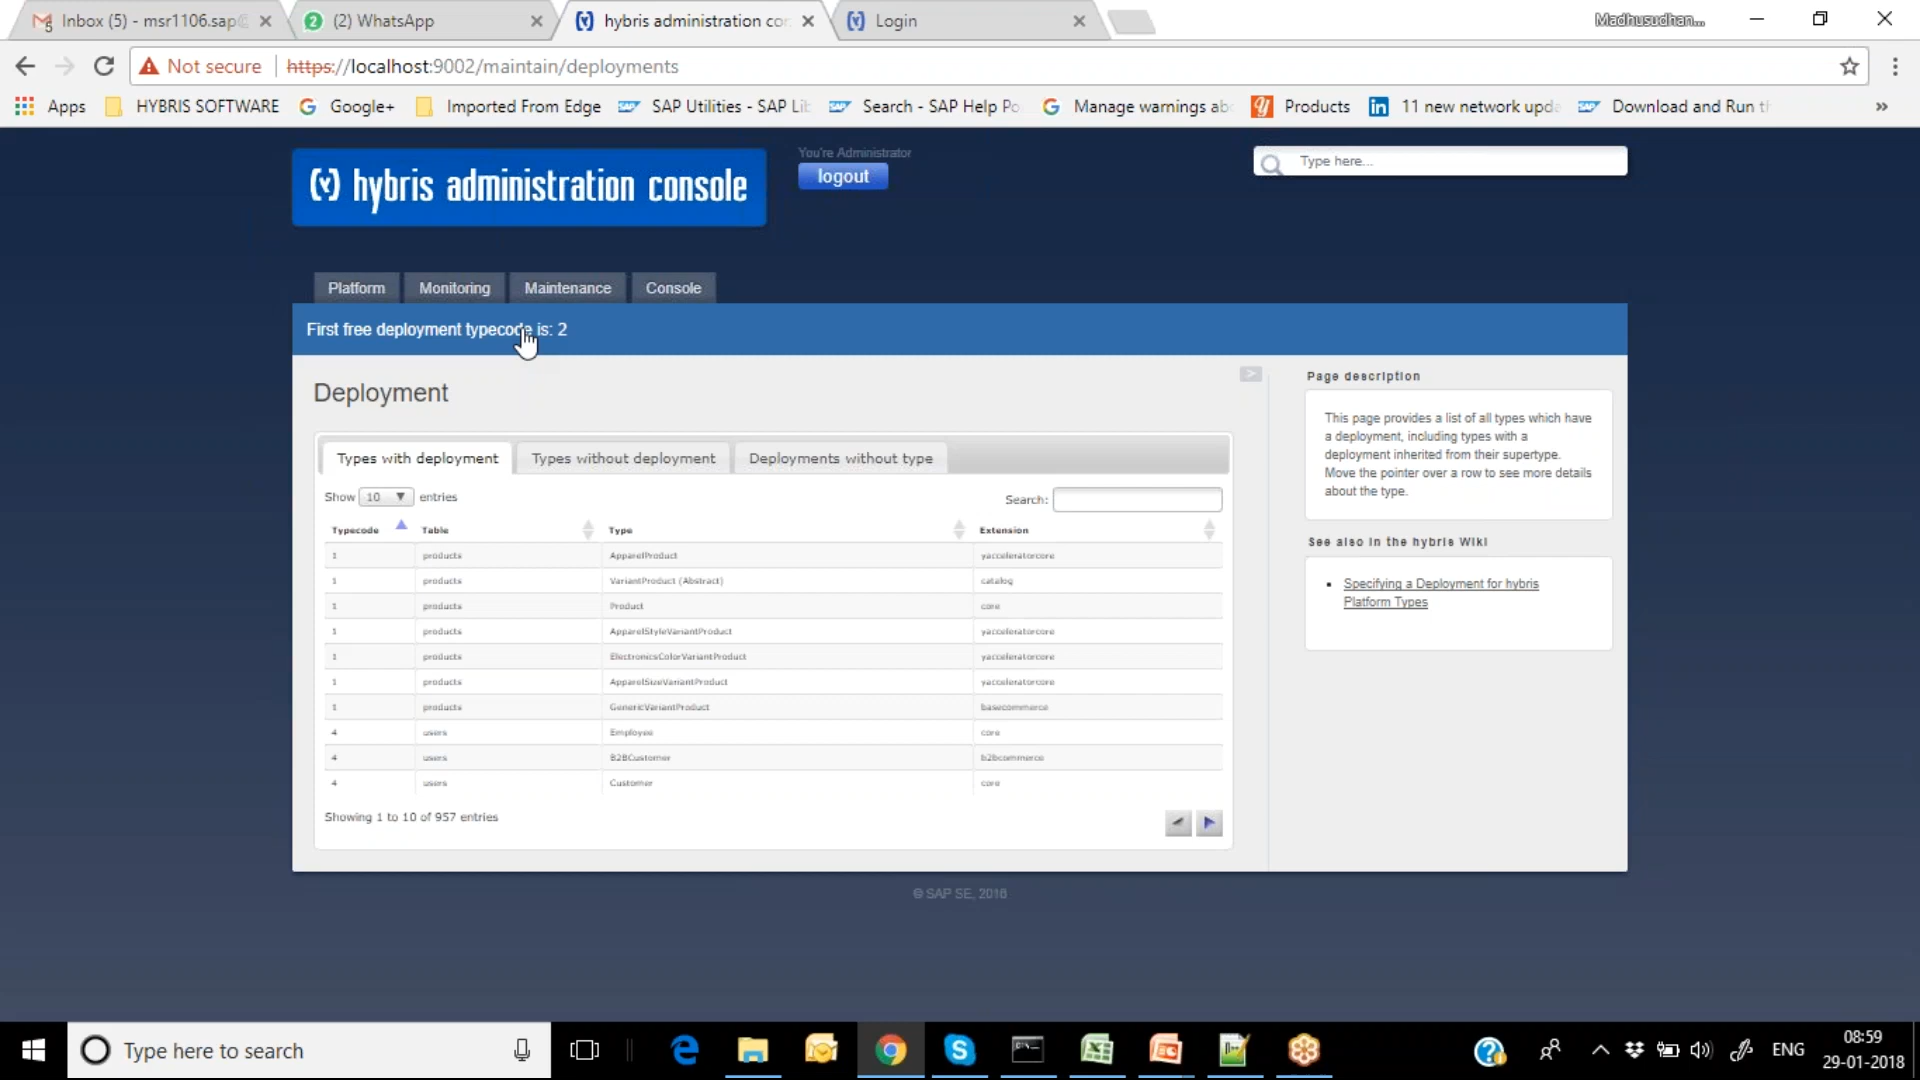 Inbox (5) - msr1106.sap@
(2) WhatsApp
hybris administration con
Login
Madhusudhan...
Not secure
https://localhost:9002/maintain/deployments
Apps
HYBRIS SOFTWARE
Google+
Imported From Edge
SAP Utilities - SAP Lib
Search - SAP Help Po
Manage warnings ab
Products
11 new network upda
Download and Run th
»
(y) hybris administration console
You're Administrator
logout
Type here...
Platform
Monitoring
Maintenance
Console
First free deployment typecode is: 2
Deployment
Types with deployment
Types without deployment
Deployments without type
Show 10 entries
Search:
Typecode Table Type Extension
1 products ApparelProduct yacceleratorcore
1 products VariantProduct (Abstract) catalog
1 products Product core
1 products ApparelStyleVariantProduct yacceleratorcore
1 products ElectronicsColorVariantProduct yacceleratorcore
1 products ApparelSizeVariantProduct yacceleratorcore
1 products GenericVariantProduct basecommerce
4 users Employee core
4 users B2BCustomer b2bcommerce
4 users Customer core
Showing 1 to 10 of 957 entries
Page description
This page provides a list of all types which have
a deployment, including types with a
deployment inherited from their supertype.
Move the pointer over a row to see more details
about the type.
See also in the hybris Wiki
Specifying a Deployment for hybris
Platform Types
© SAP SE, 2016
Type here to search
ENG
08:59
29-01-2018